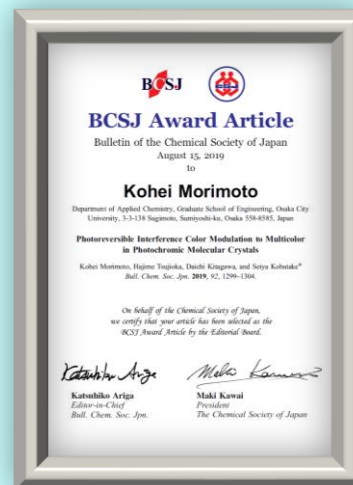 BCSJ
BCSJ Award Article
Bulletin of the Chemical Society of Japan
August 15, 2019
to
Kohei Morimoto
Department of Applied Chemistry, Graduate School of Engineering, Osaka City
University, 3-3-138 Sugimoto, Sumiyoshi-ku, Osaka 558-8585, Japan
Photoreversible Interference Color Modulation to Multicolor
in Photochromic Molecular Crystals
Kohei Morimoto, Hajime Tsujioka, Daichi Kitagawa, and Seiya Kobatake*
Bull. Chem. Soc. Jpn. 2019, 92, 1299–1304.
On behalf of the Chemical Society of Japan,
we certify that your article has been selected as the
BCSJ Award Article by the Editorial Board.
Katsuhiko Ariga
Maki Kawai
Katsuhiko Ariga
Maki Kawai
Editor-in-Chief
President
Bull. Chem. Soc. Jpn.
The Chemical Society of Japan